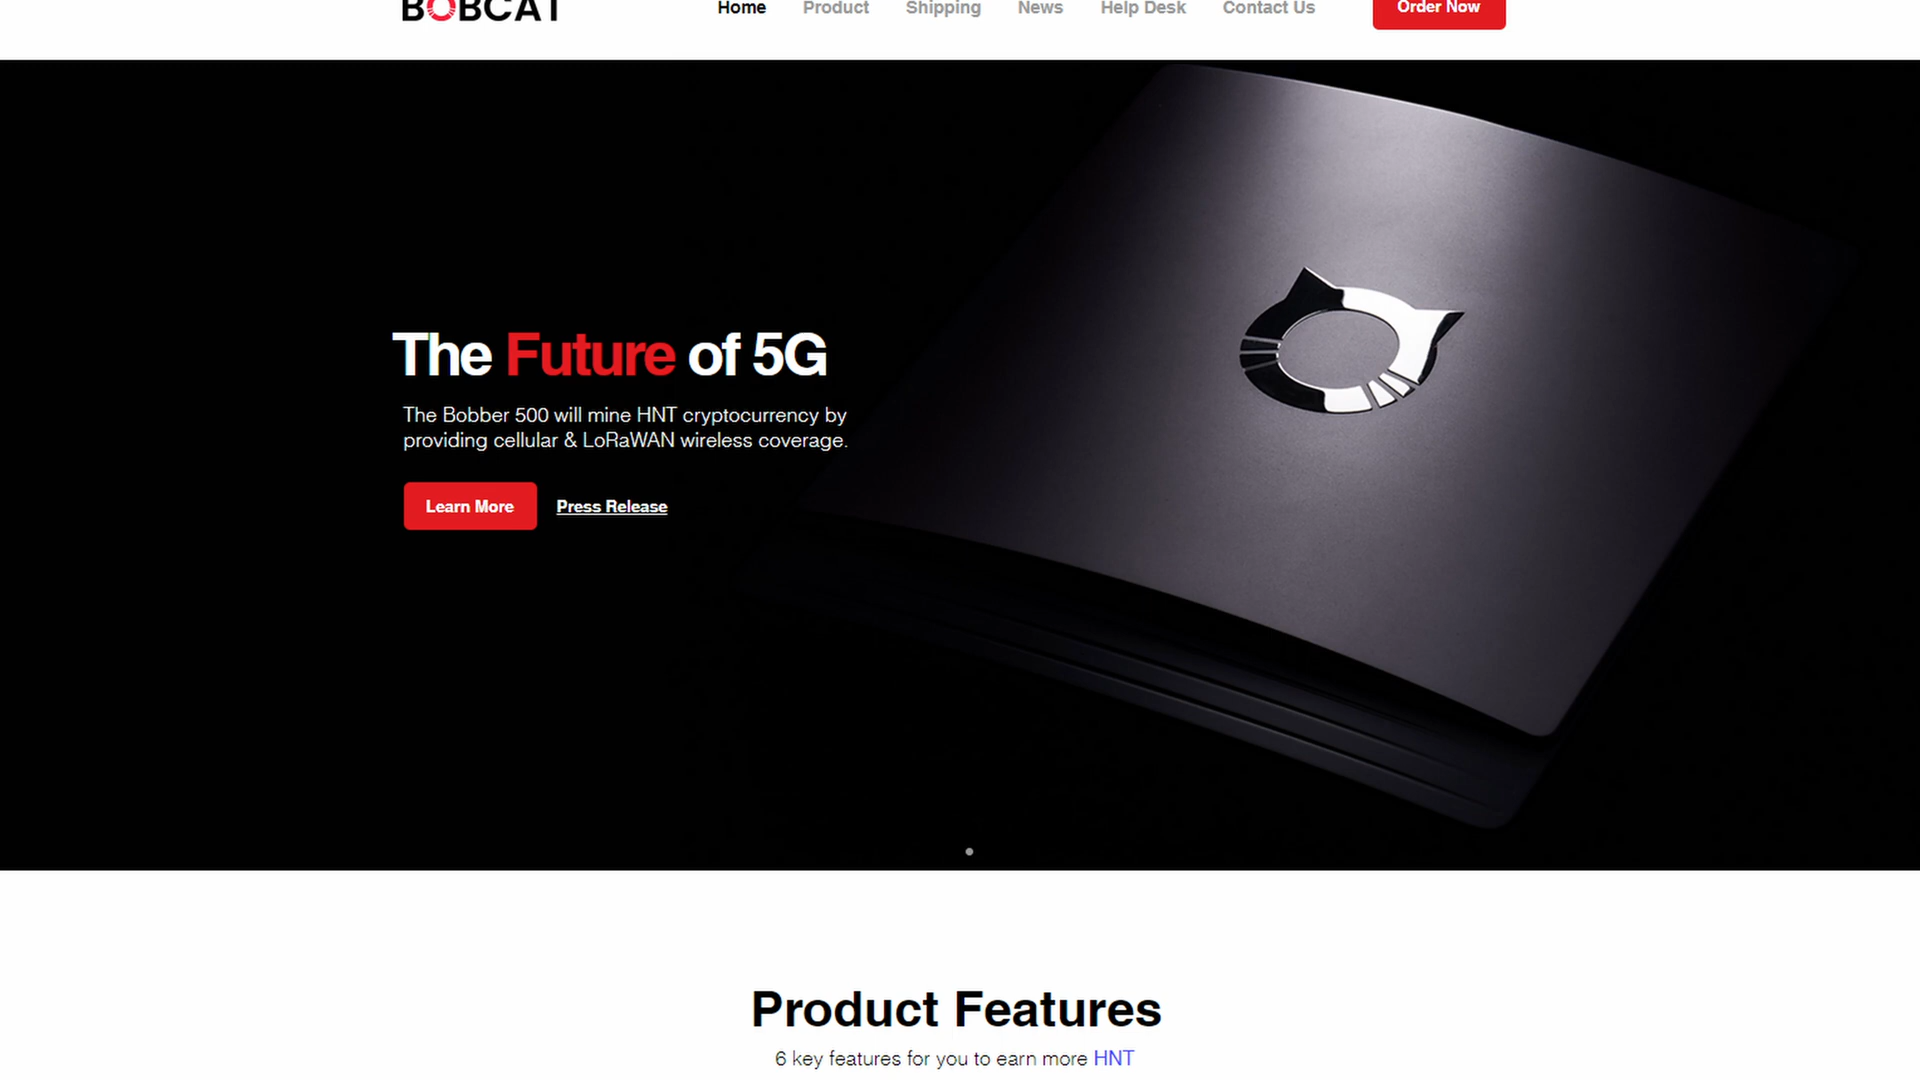 BOBCAT
Home Product Shipping News Help Desk Contact Us Order Now
The Future of 5G
The Bobber 500 will mine HNT cryptocurrency by
providing cellular & LoRaWAN wireless coverage.
Learn More Press Release
Product Features
6 key features for you to earn more HNT